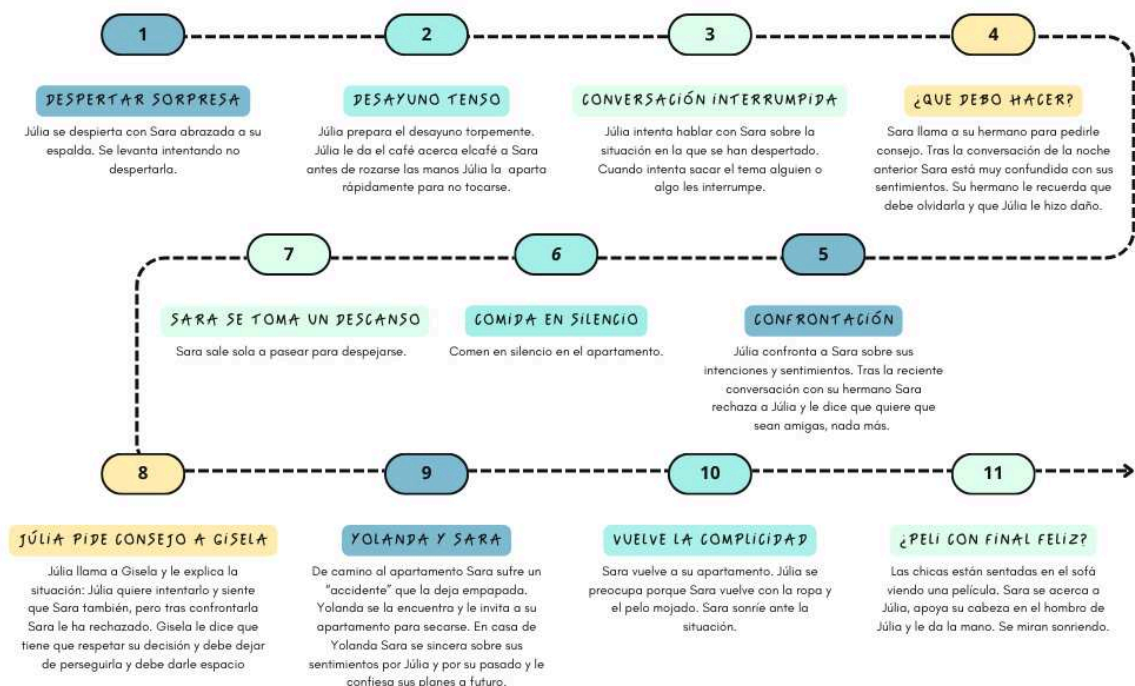 1
2
3
4
DESPERTAR SORPRESA
Júlia se despierta con Sara abrazada a su
espalda. Se levanta intentando no
despertarla.
DESAYUNO TENSO
Júlia prepara el desayuno torpemente.
Júlia le da el café acerca elcafé a Sara
antes de rozarse las manos Júlia la aparta
rápidamente para no tocarse.
CONVERSACIÓN INTERRUMPIDA
Júlia intenta hablar con Sara sobre la
situación en la que se han despertado.
Cuando intenta sacar el tema alguien o
algo les interrumpe.
¿QUE DEBO HACER?
Sara llama a su hermano para pedirle
consejo. Tras la conversación de la noche
anterior Sara está muy confundida con sus
sentimientos. Su hermano le recuerda que
debe olvidarla y que Júlia le hizo daño.
5
CONFRONTACIÓN
Júlia confronta a Sara sobre sus
intenciones y sentimientos. Tras la reciente
conversación con su hermano Sara
rechaza a Júlia y le dice que quiere que
sean amigas, nada más.
6
COMIDA EN SILENCIO
Comen en silencio en el apartamento.
7
SARA SE TOMA UN DESCANSO
Sara sale sola a pasear para despejarse.
8
JÚLIA PIDE CONSEJO A GISELA
Júlia llama a Gisela y le explica la
situación: Júlia quiere intentarlo y siente
que Sara también, pero tras confrontarla
Sara le ha rechazado. Gisela le dice que
tiene que respetar su decisión y debe dejar
de perseguirla y debe darle espacio
9
YOLANDA Y SARA
De camino al apartamento Sara sufre un
"accidente" que la deja empapada.
Yolanda se la encuentra y le invita a su
apartamento para secarse. En casa de
Yolanda Sara se sincera sobre sus
sentimientos por Júlia y por su pasado y le
confiesa sus planes a futuro.
10
VUELVE LA COMPLICIDAD
Sara vuelve a su apartamento. Júlia se
preocupa porque Sara vuelve con la ropa y
el pelo mojado. Sara sonríe ante la
situación.
11
¿PELI CON FINAL FELIZ?
Las chicas están sentadas en el sofá
viendo una película. Sara se acerca a
Júlia, apoya su cabeza en el hombro de
Júlia y le da la mano. Se miran sonriendo.